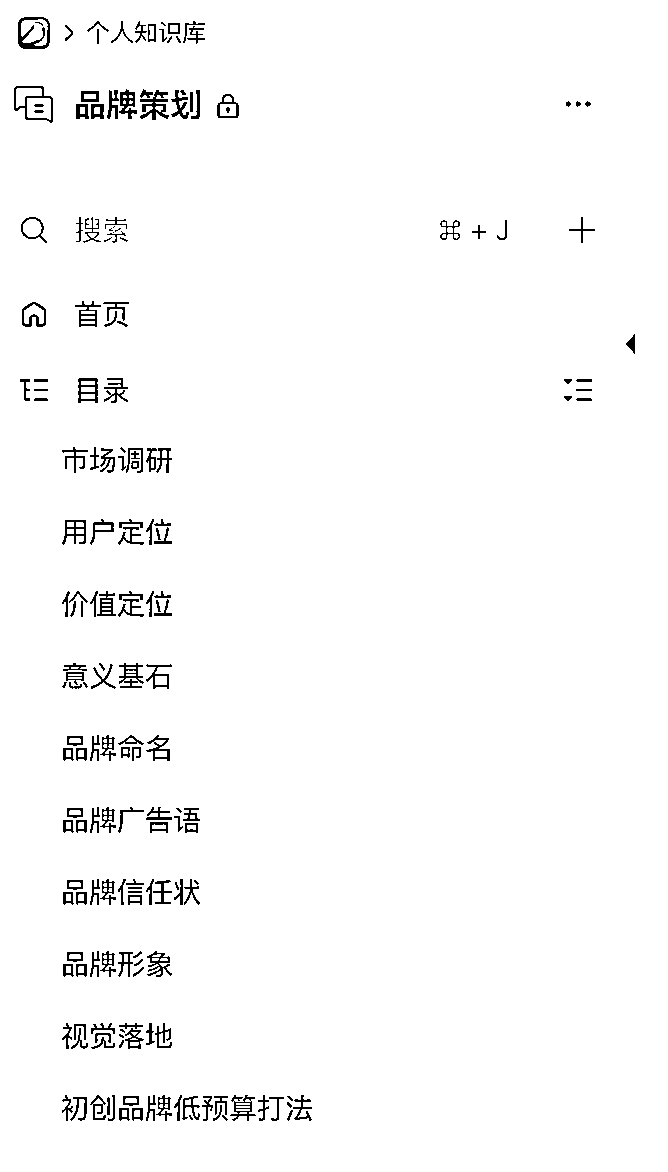 个人知识库
品牌策划
搜索 ⌘ + J
首页
目录
市场调研
用户定位
价值定位
意义基石
品牌命名
品牌广告语
品牌信任状
品牌形象
视觉落地
初创品牌低预算打法